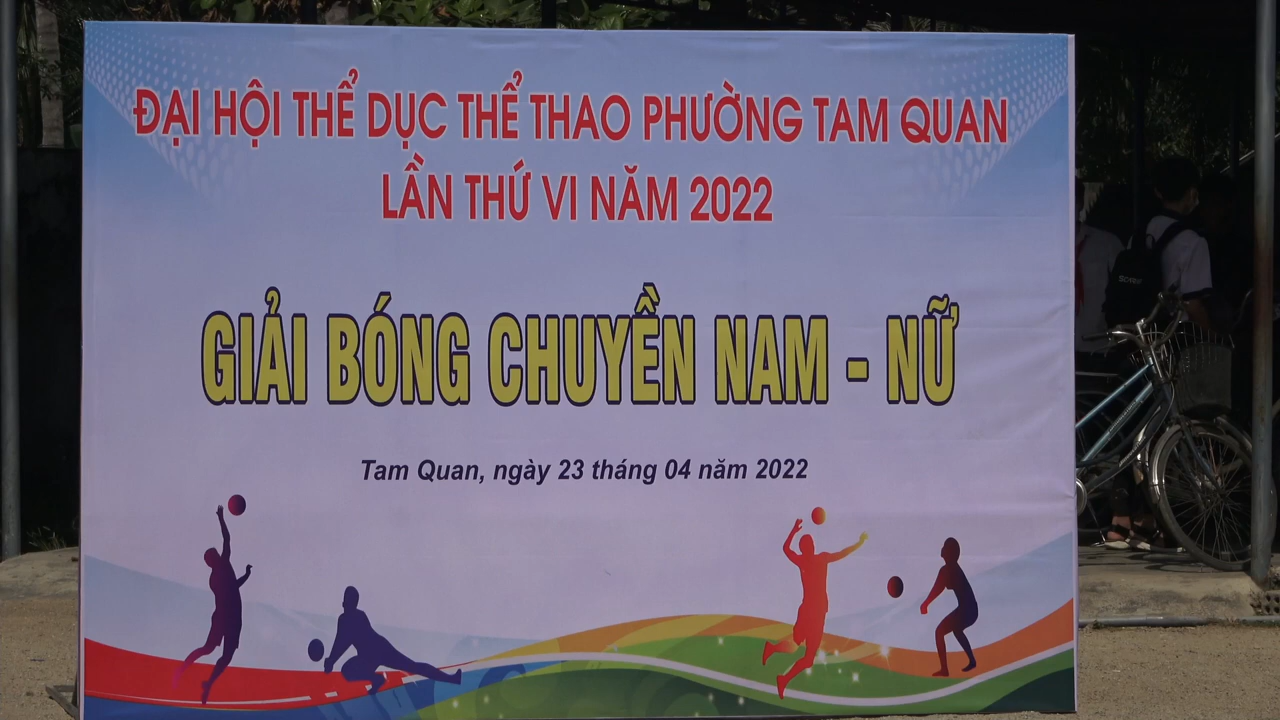 ĐẠI HỘI THỂ DỤC THỂ THAO PHƯỜNG TAM QUAN
LẦN THỨ VI NĂM 2022
GIẢI BÓNG CHUYỀN NAM - NỮ
Tam Quan, ngày 23 tháng 04 năm 2022